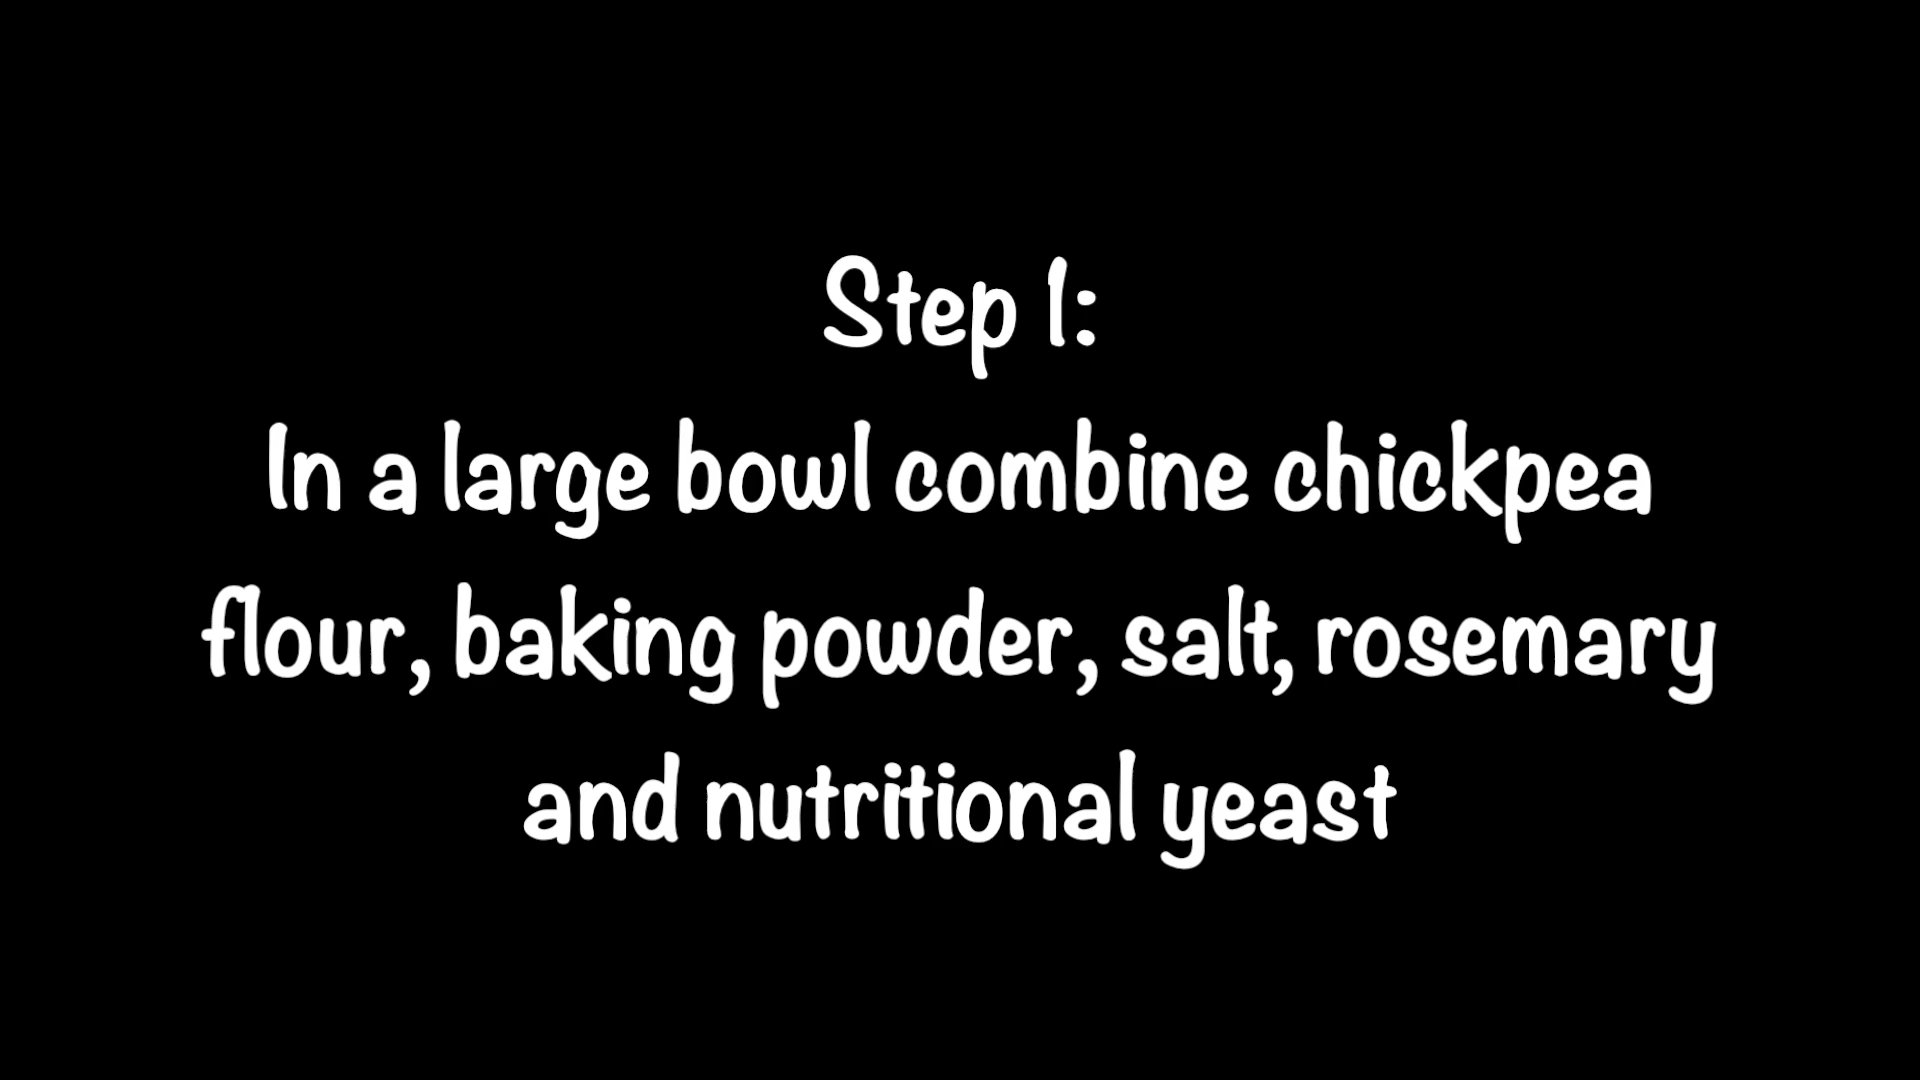 Step 1:
In a large bowl combine chickpea
flour, baking powder, salt, rosemary
and nutritional yeast